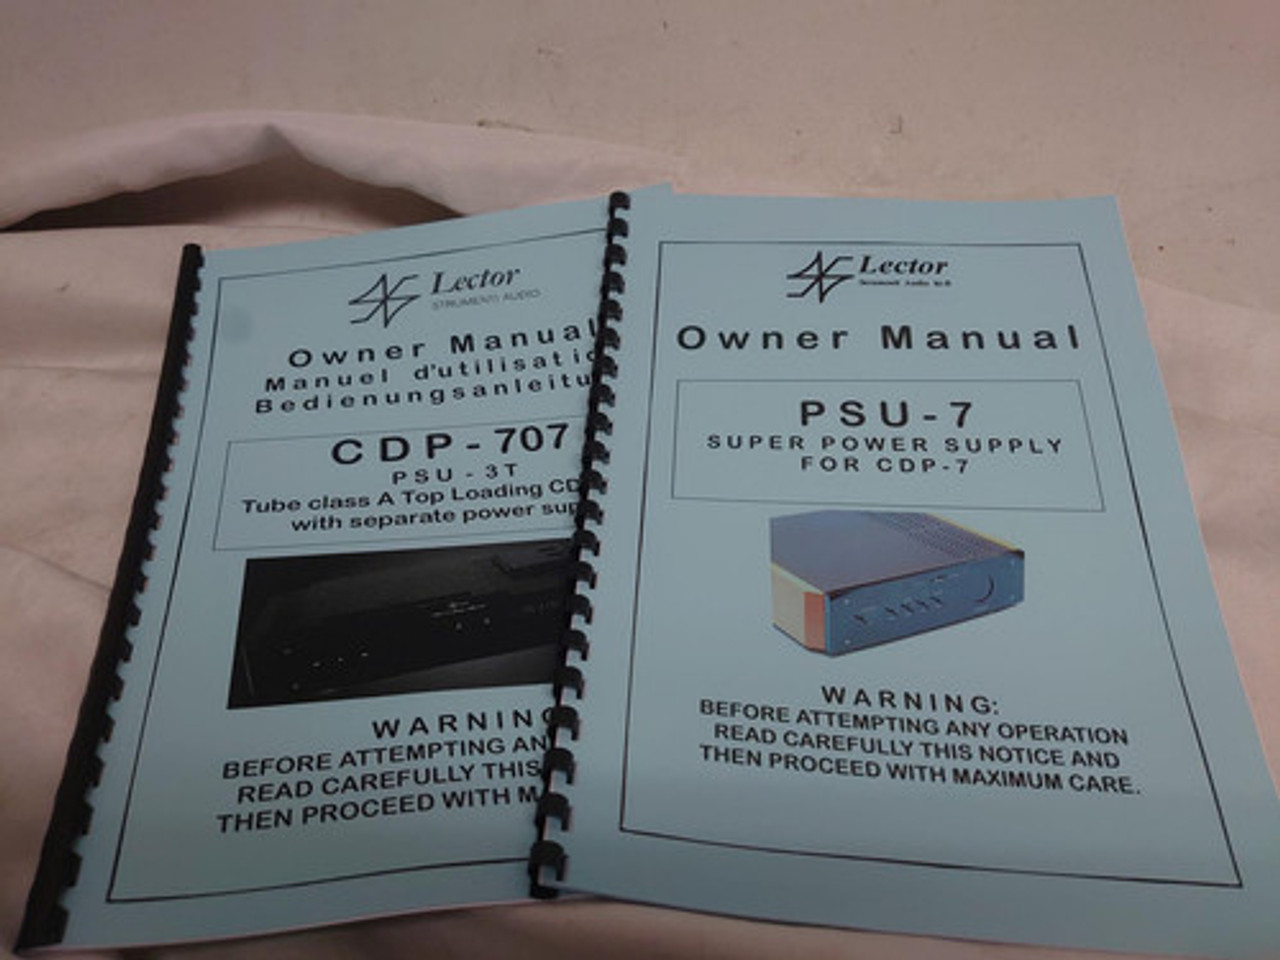 Lector
STRUMENTI AUDIO
Owner Manual
Manuel d'utilisatio
Bedienungsanleitu
CDP-707
PSU-3T
Tube class A Top Loading CD
with separate power sup
WARNING
BEFORE ATTEMPTING AN
READ CAREFULLY THIS
THEN PROCEED WITH M
Lector
Strumenti Audio
Owner Manual
PSU-7
SUPER POWER SUPPLY
FOR CDP-7
WARNING:
BEFORE ATTEMPTING ANY OPERATION
READ CAREFULLY THIS NOTICE AND
THEN PROCEED WITH MAXIMUM CARE.